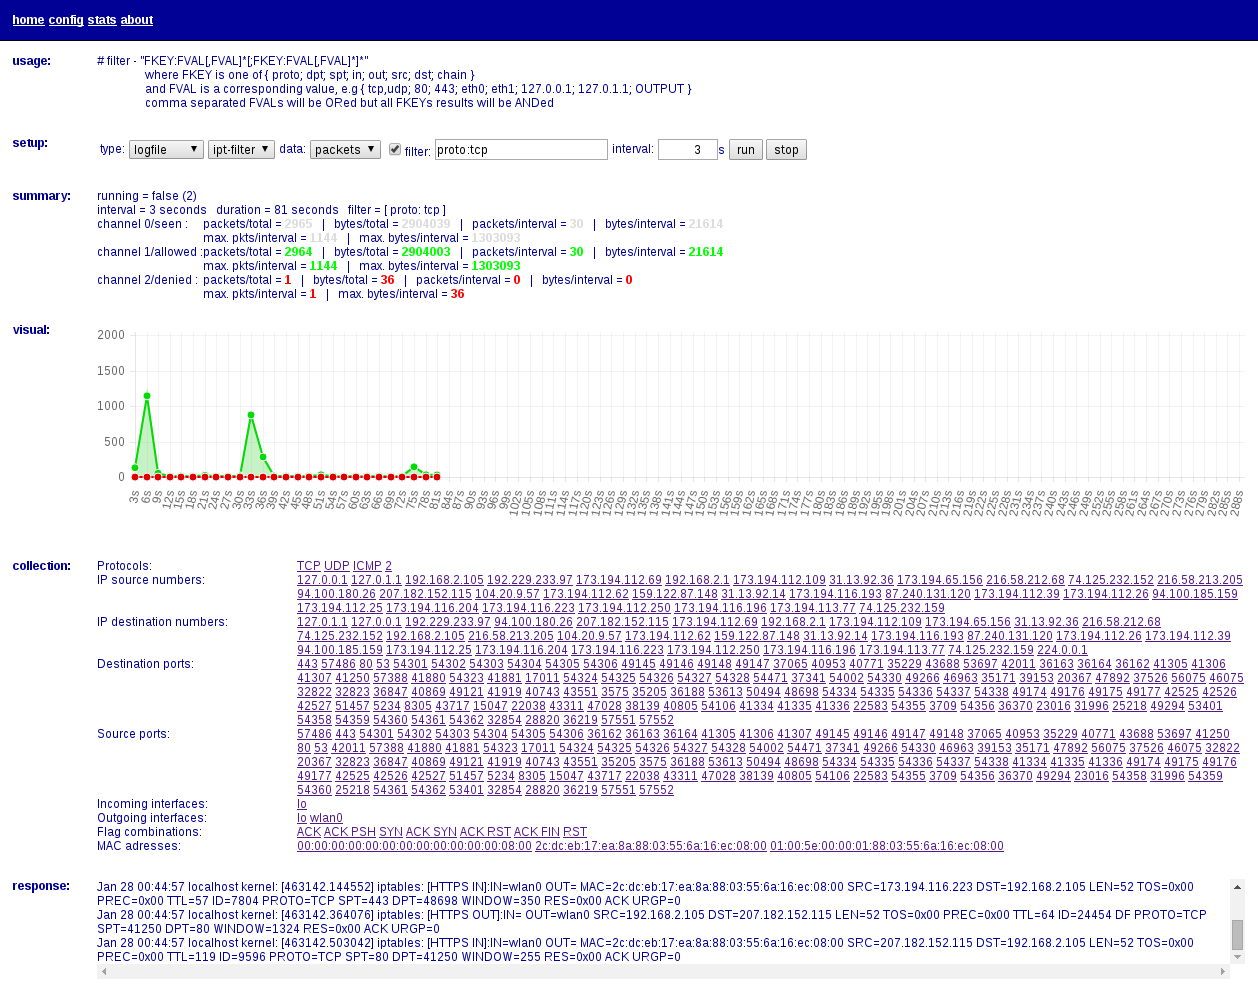 home config stats about
usage:
# filter - "FKEY:FVAL[,FVAL]*[;FKEY:FVAL[,FVAL]*]*"
where FKEY is one of { proto; dpt; spt; in; out; src; dst; chain }
and FVAL is a corresponding value, e.g { tcp,udp; 80; 443; eth0; eth1; 127.0.0.1; 127.0.1.1; OUTPUT }
comma separated FVALs will be ORed but all FKEYs results will be ANDed
setup:
type: logfile ipt-filter data: packets filter: proto:tcp interval: 3 s run stop
summary:
running = false (2)
interval = 3 seconds duration = 81 seconds filter = [ proto: tcp ]
channel 0/seen : packets/total = 2965 | bytes/total = 2904039 | packets/interval = 30 | bytes/interval = 21614
max. pkts/interval = 1144 | max. bytes/interval = 1303093
channel 1/allowed : packets/total = 2964 | bytes/total = 2904003 | packets/interval = 30 | bytes/interval = 21614
max. pkts/interval = 1144 | max. bytes/interval = 1303093
channel 2/denied : packets/total = 1 | bytes/total = 36 | packets/interval = 0 | bytes/interval = 0
max. pkts/interval = 1 | max. bytes/interval = 36
visual:
2000
1500
1000
500
0
3s 6s 9s 12s 15s 18s 21s 24s 27s 30s 33s 36s 39s 42s 45s 48s 51s 54s 57s 60s 63s 66s 69s 72s 75s 78s 81s 84s 87s 90s 93s 96s 99s 102s 105s 108s 111s 114s 117s 120s 123s 126s 129s 132s 135s 138s 141s 144s 147s 150s 153s 156s 159s 162s 165s 168s 171s 174s 177s 180s 183s 186s 189s 192s 195s 198s 201s 204s 207s 210s 213s 216s 219s 222s 225s 228s 231s 234s 237s 240s 243s 246s 249s 252s 255s 258s 261s 264s 267s 270s 273s 276s 279s 282s 285s 288s
collection:
Protocols: TCP UDP ICMP 2
IP source numbers: 127.0.0.1 127.0.1.1 192.168.2.105 192.229.233.97 173.194.112.69 192.168.2.1 173.194.112.109 31.13.92.36 173.194.65.156 216.58.212.68 74.125.232.152 216.58.213.205
94.100.180.26 207.182.152.115 104.20.9.57 173.194.112.62 159.122.87.148 31.13.92.14 173.194.116.193 87.240.131.120 173.194.112.39 173.194.112.26 94.100.185.159
173.194.112.25 173.194.116.204 173.194.116.223 173.194.112.250 173.194.116.196 173.194.113.77 74.125.232.159
IP destination numbers: 127.0.1.1 127.0.0.1 192.229.233.97 94.100.180.26 207.182.152.115 173.194.112.69 192.168.2.1 173.194.112.109 173.194.65.156 31.13.92.36 216.58.212.68
74.125.232.152 192.168.2.105 216.58.213.205 104.20.9.57 173.194.112.62 159.122.87.148 31.13.92.14 173.194.116.193 87.240.131.120 173.194.112.26 173.194.112.39
94.100.185.159 173.194.112.25 173.194.116.204 173.194.116.223 173.194.112.250 173.194.116.196 173.194.113.77 74.125.232.159 224.0.0.1
Destination ports: 443 57486 80 53 54301 54302 54303 54304 54305 54306 49145 49146 49148 49147 37065 40953 40771 35229 43688 53697 42011 36163 36164 36162 41305 41306
41307 41250 57388 41880 54323 41881 17011 54324 54325 54326 54327 54328 54471 37341 54002 54330 49266 46963 35171 39153 20367 47892 37526 56075 46075
32822 32823 36847 40869 49121 41919 40743 43551 3575 35205 36188 53613 50494 48698 54334 54335 54336 54337 54338 49174 49176 49175 49177 42525 42526
42527 51457 5234 8305 43717 15047 22038 43311 47028 38139 40805 54106 41334 41335 41336 22583 54355 3709 54356 36370 23016 31996 25218 49294 53401
54358 54359 54360 54361 54362 32854 28820 36219 57551 57552
Source ports: 57486 443 54301 54302 54303 54304 54305 54306 36162 36163 36164 41305 41306 41307 49145 49146 49147 49148 37065 40953 35229 40771 43688 53697 41250
80 53 42011 57388 41880 41881 54323 17011 54324 54325 54326 54327 54328 54002 54471 37341 49266 54330 46963 39153 35171 47892 56075 37526 46075 32822
20367 32823 36847 40869 49121 41919 40743 43551 35205 3575 36188 53613 50494 48698 54334 54335 54336 54337 54338 41334 41335 41336 49174 49175 49176
49177 42525 42526 42527 51457 5234 8305 15047 43717 22038 43311 47028 38139 40805 54106 22583 54355 3709 54356 36370 49294 23016 54358 31996 54359
54360 25218 54361 54362 53401 32854 28820 36219 57551 57552
Incoming interfaces: lo
Outgoing interfaces: lo wlan0
Flag combinations: ACK ACK PSH SYN ACK SYN ACK RST ACK FIN RST
MAC adresses: 00:00:00:00:00:00:00:00:00:00:00:00:08:00 2c:dc:eb:17:ea:8a:88:03:55:6a:16:ec:08:00 01:00:5e:00:00:01:88:03:55:6a:16:ec:08:00
response:
Jan 28 00:44:57 localhost kernel: [463142.144552] iptables: [HTTPS IN]:IN=wlan0 OUT= MAC=2c:dc:eb:17:ea:8a:88:03:55:6a:16:ec:08:00 SRC=173.194.116.223 DST=192.168.2.105 LEN=52 TOS=0x00
PREC=0x00 TTL=57 ID=7804 PROTO=TCP SPT=443 DPT=48698 WINDOW=350 RES=0x00 ACK URGP=0
Jan 28 00:44:57 localhost kernel: [463142.364076] iptables: [HTTPS OUT]:IN= OUT=wlan0 SRC=192.168.2.105 DST=207.182.152.115 LEN=52 TOS=0x00 PREC=0x00 TTL=64 ID=24454 DF PROTO=TCP
SPT=41250 DPT=80 WINDOW=1324 RES=0x00 ACK URGP=0
Jan 28 00:44:57 localhost kernel: [463142.503042] iptables: [HTTPS IN]:IN=wlan0 OUT= MAC=2c:dc:eb:17:ea:8a:88:03:55:6a:16:ec:08:00 SRC=207.182.152.115 DST=192.168.2.105 LEN=52 TOS=0x00
PREC=0x00 TTL=119 ID=9596 PROTO=TCP SPT=80 DPT=41250 WINDOW=255 RES=0x00 ACK URGP=0